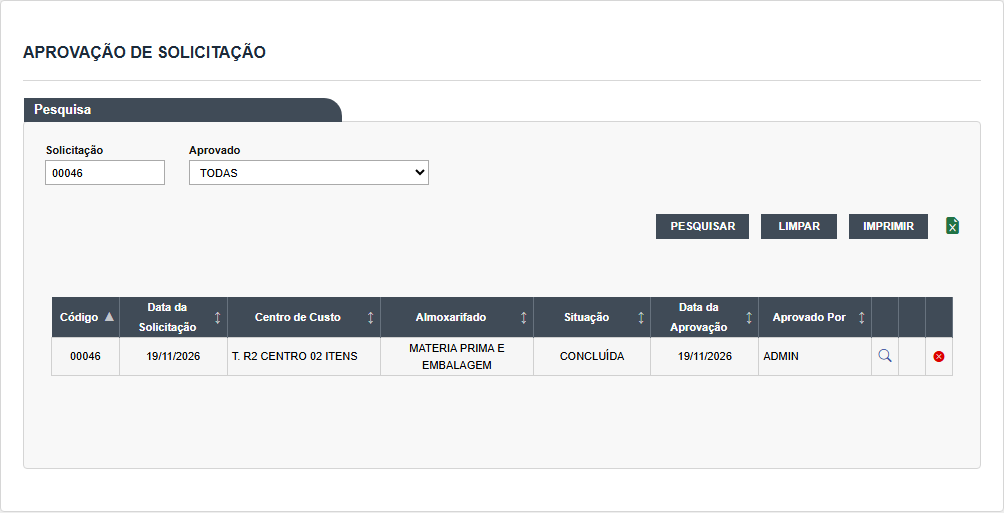 APROVAÇÃO DE SOLICITAÇÃO
Pesquisa
Solicitação
Aprovado
00046
TODAS
PESQUISAR
LIMPAR
IMPRIMIR
Código
Data da
Solicitação
Centro de Custo
Almoxarifado
Situação
Data da
Aprovação
Aprovado Por
00046
19/11/2026
T. R2 CENTRO 02 ITENS
MATERIA PRIMA E
EMBALAGEM
CONCLUÍDA
19/11/2026
ADMIN